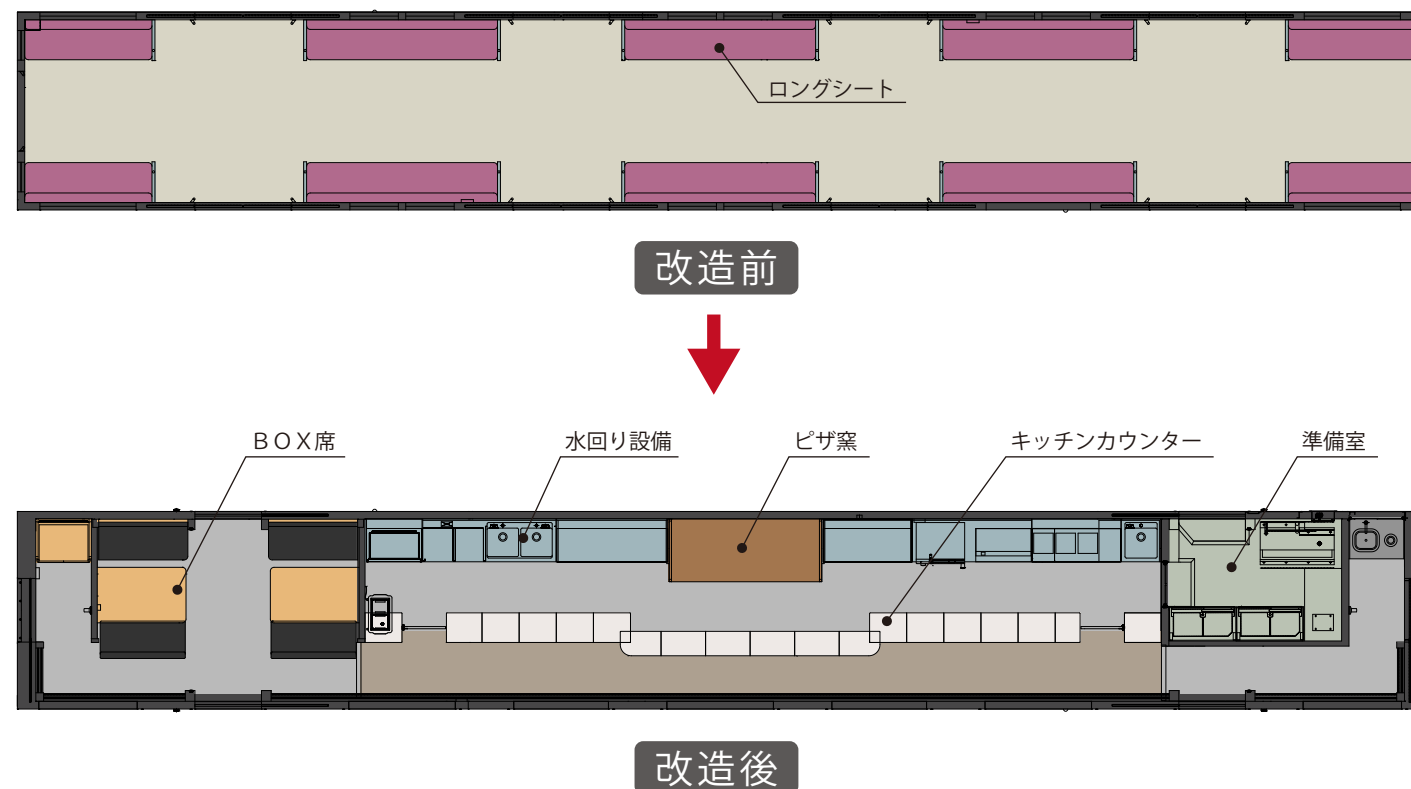 ロングシート
改造前
ＢＯＸ席
水回り設備
ピザ窯
キッチンカウンター
準備室
改造後